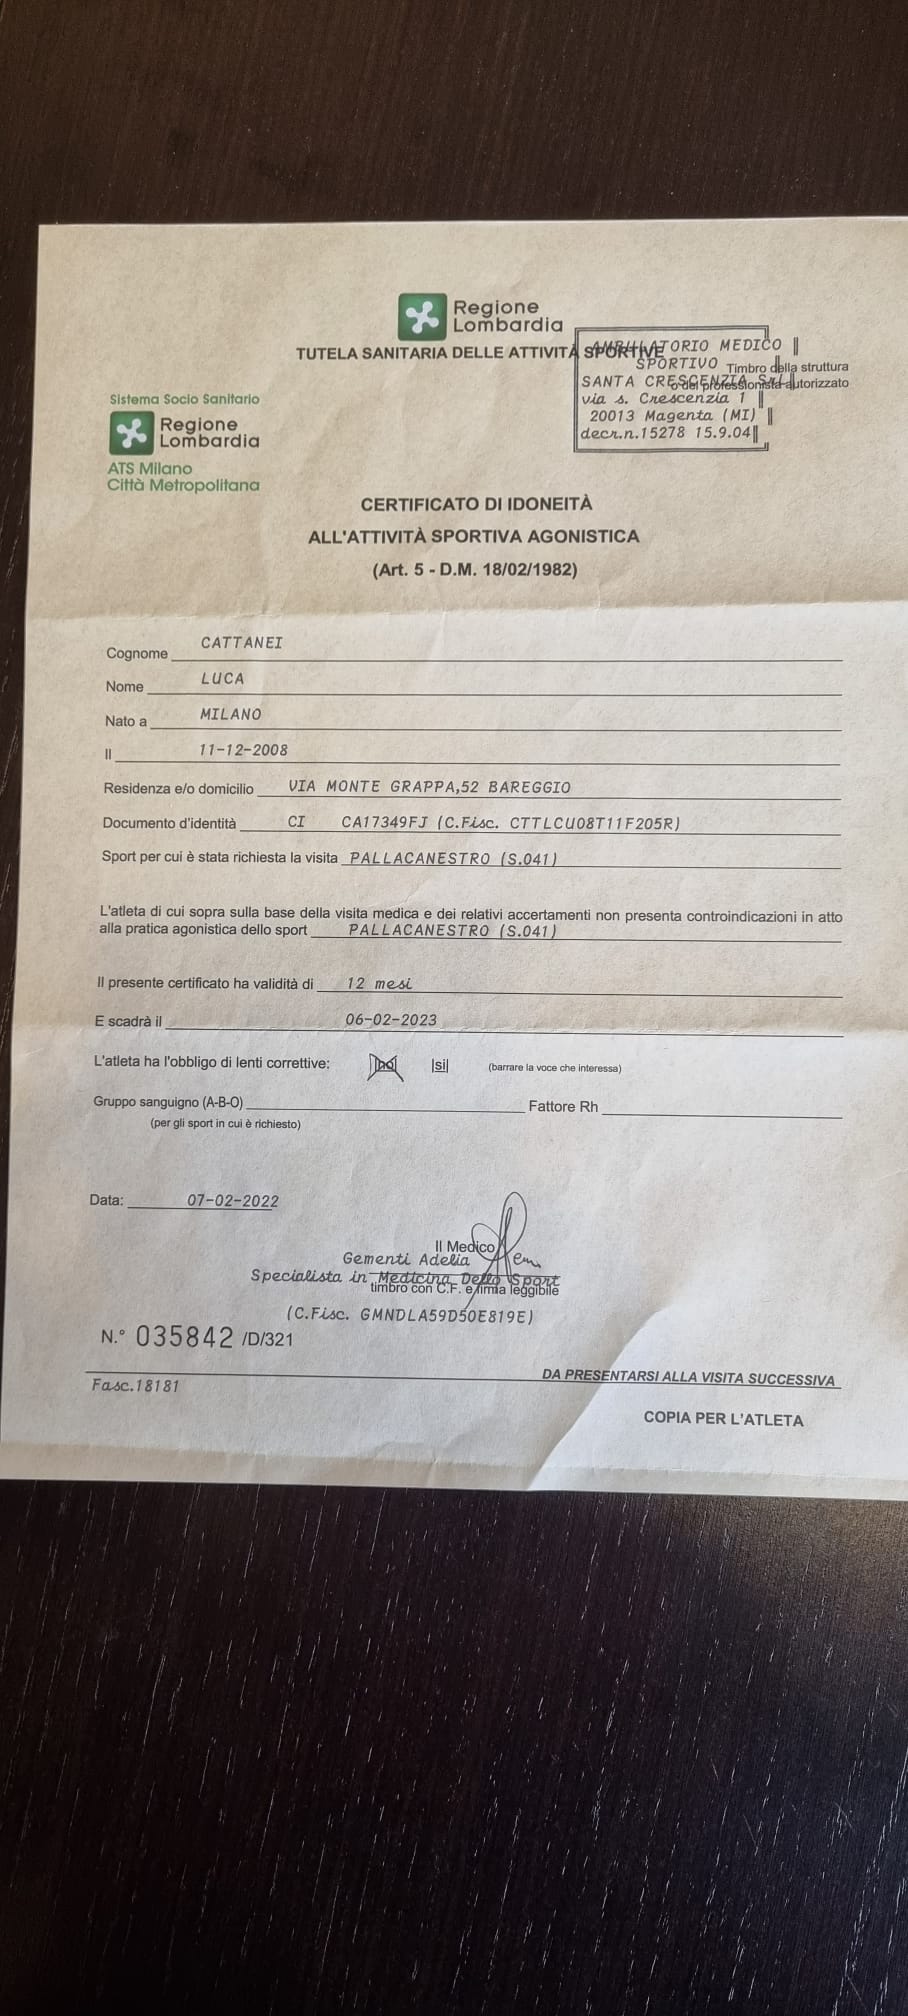 Regione
Lombardia
TUTELA SANITARIA DELLE ATTIVITÀ SPORTIVE
AMBULATORIO MEDICO
SPORTIVO
Timbro della struttura
o del professionista autorizzato
SANTA CRESCENZIA Srl
via s. Crescenzia 1
20013 Magenta (MI)
decr.n.15278 15.9.04
Sistema Socio Sanitario
Regione
Lombardia
ATS Milano
Città Metropolitana
CERTIFICATO DI IDONEITÀ
ALL'ATTIVITÀ SPORTIVA AGONISTICA
(Art. 5 - D.M. 18/02/1982)
Cognome CATTANEI
Nome LUCA
Nato a MILANO
Il 11-12-2008
Residenza e/o domicilio VIA MONTE GRAPPA,52 BAREGGIO
Documento d'identità CI CA17349FJ (C.Fisc. CTTLCU08T11F205R)
Sport per cui è stata richiesta la visita PALLACANESTRO (S.041)
L'atleta di cui sopra sulla base della visita medica e dei relativi accertamenti non presenta controindicazioni in atto
alla pratica agonistica dello sport PALLACANESTRO (S.041)
Il presente certificato ha validità di 12 mesi
E scadrà il 06-02-2023
L'atleta ha l'obbligo di lenti correttive: |no| |si| (barrare la voce che interessa)
Gruppo sanguigno (A-B-O) Fattore Rh
(per gli sport in cui è richiesto)
Data: 07-02-2022
Il Medico
Gementi Adelia
Specialista in Medicina Dello Sport
timbro con C.F. e firma leggibile
(C.Fisc. GMNDLA59D50E819E)
N.° 035842 /D/321
DA PRESENTARSI ALLA VISITA SUCCESSIVA
Fasc.18181
COPIA PER L'ATLETA